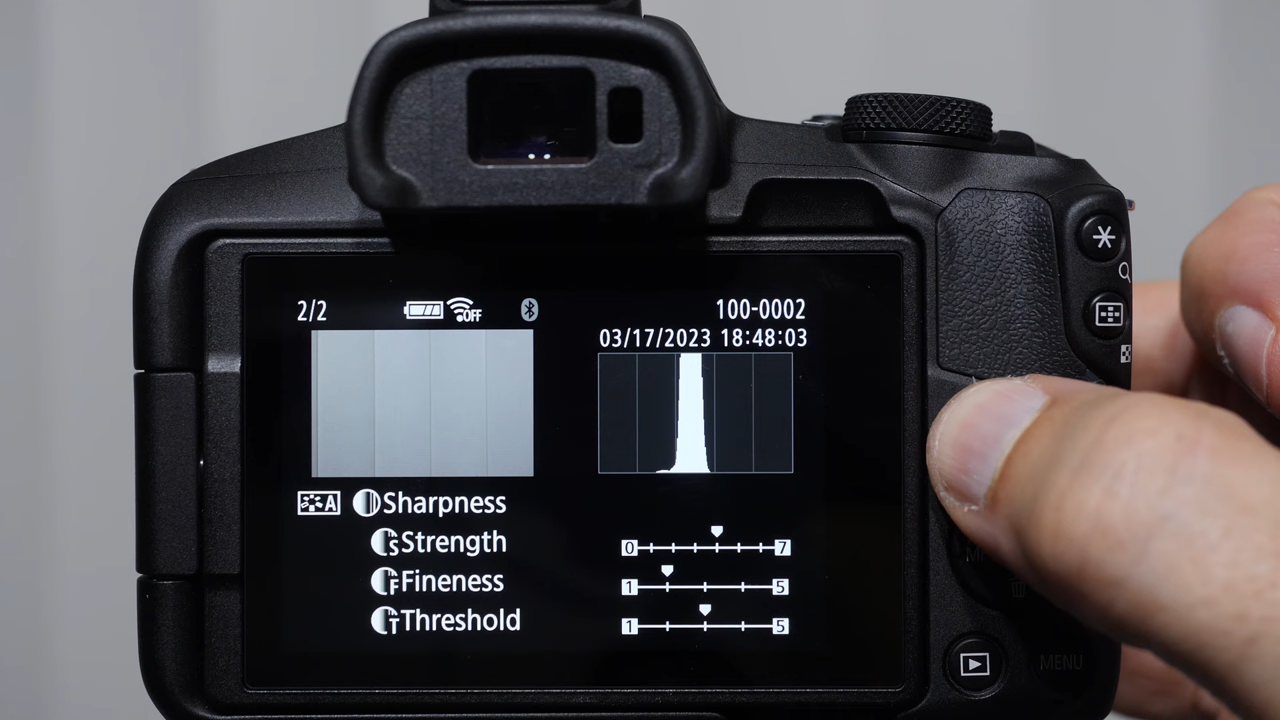 2/2 OFF 100-0002
03/17/2023 18:48:03
A Sharpness
S Strength 0 7
F Fineness 1 5
T Threshold 1 5
MENU